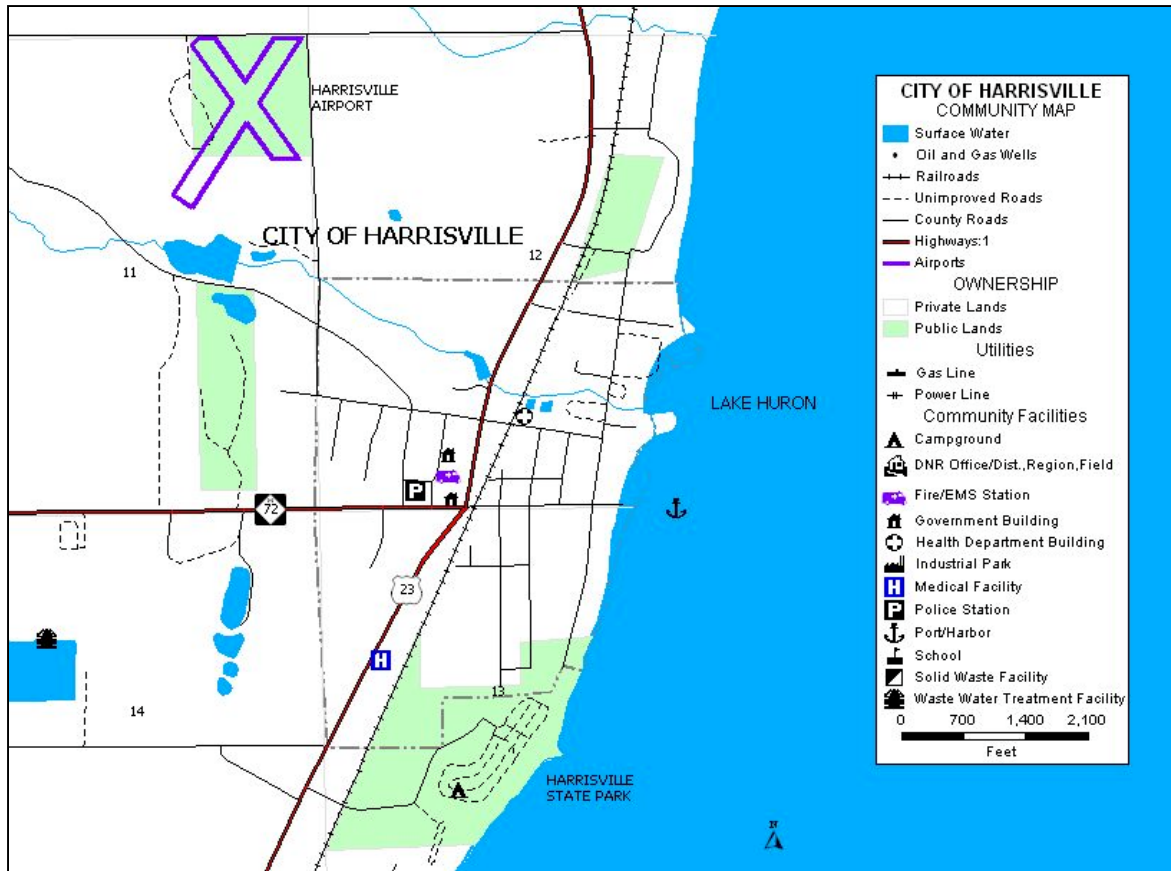 HARRISVILLE
AIRPORT
CITY OF HARRISVILLE
11
12
LAKE HURON
P
M
72
23
H
13
14
HARRISVILLE
STATE PARK
N
CITY OF HARRISVILLE
COMMUNITY MAP
Surface Water
Oil and Gas Wells
Railroads
Unimproved Roads
County Roads
Highways:1
Airports
OWNERSHIP
Private Lands
Public Lands
Utilities
Gas Line
Power Line
Community Facilities
Campground
DNR Office/Dist.,Region,Field
Fire/EMS Station
Government Building
Health Department Building
Industrial Park
H Medical Facility
P Police Station
Port/Harbor
School
Solid Waste Facility
Waste Water Treatment Facility
0 700 1,400 2,100
Feet